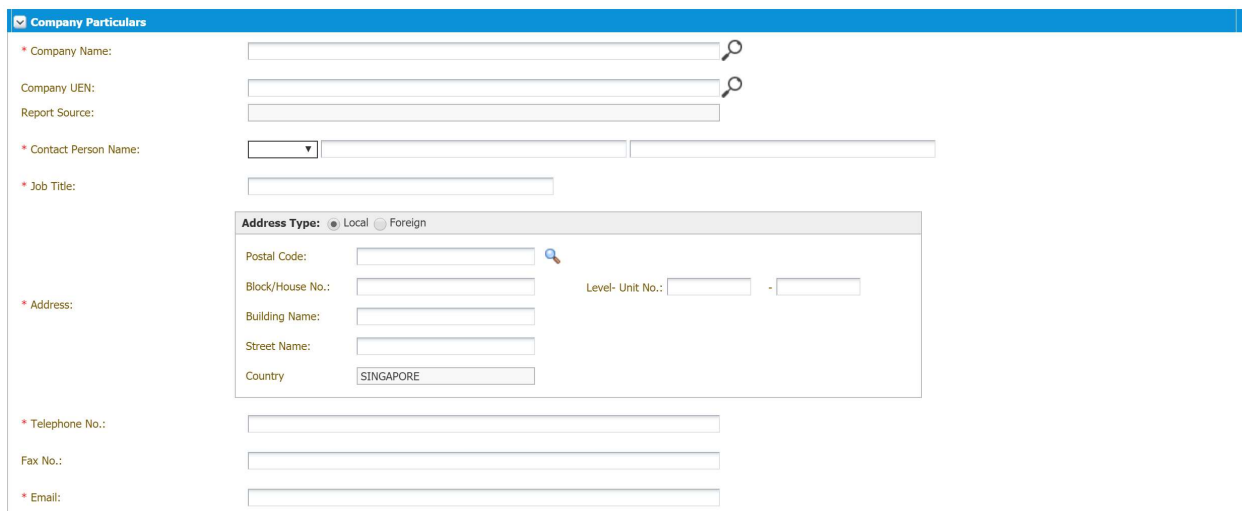 Company Particulars
* Company Name:
Company UEN:
Report Source:
* Contact Person Name:
* Job Title:
Address Type: Local Foreign
Postal Code:
Block/House No.: Level- Unit No.: -
* Address:
Building Name:
Street Name:
Country SINGAPORE
* Telephone No.:
Fax No.:
* Email: